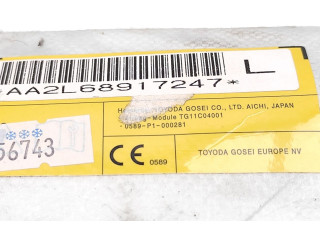 *AA2L68917247*
L
TOYODA GOSEI CO., LTD. AICHI, JAPAN
-Module TG11C04001
-0589-P1-000281
56743
CE 0589
TOYODA GOSEI EUROPE NV